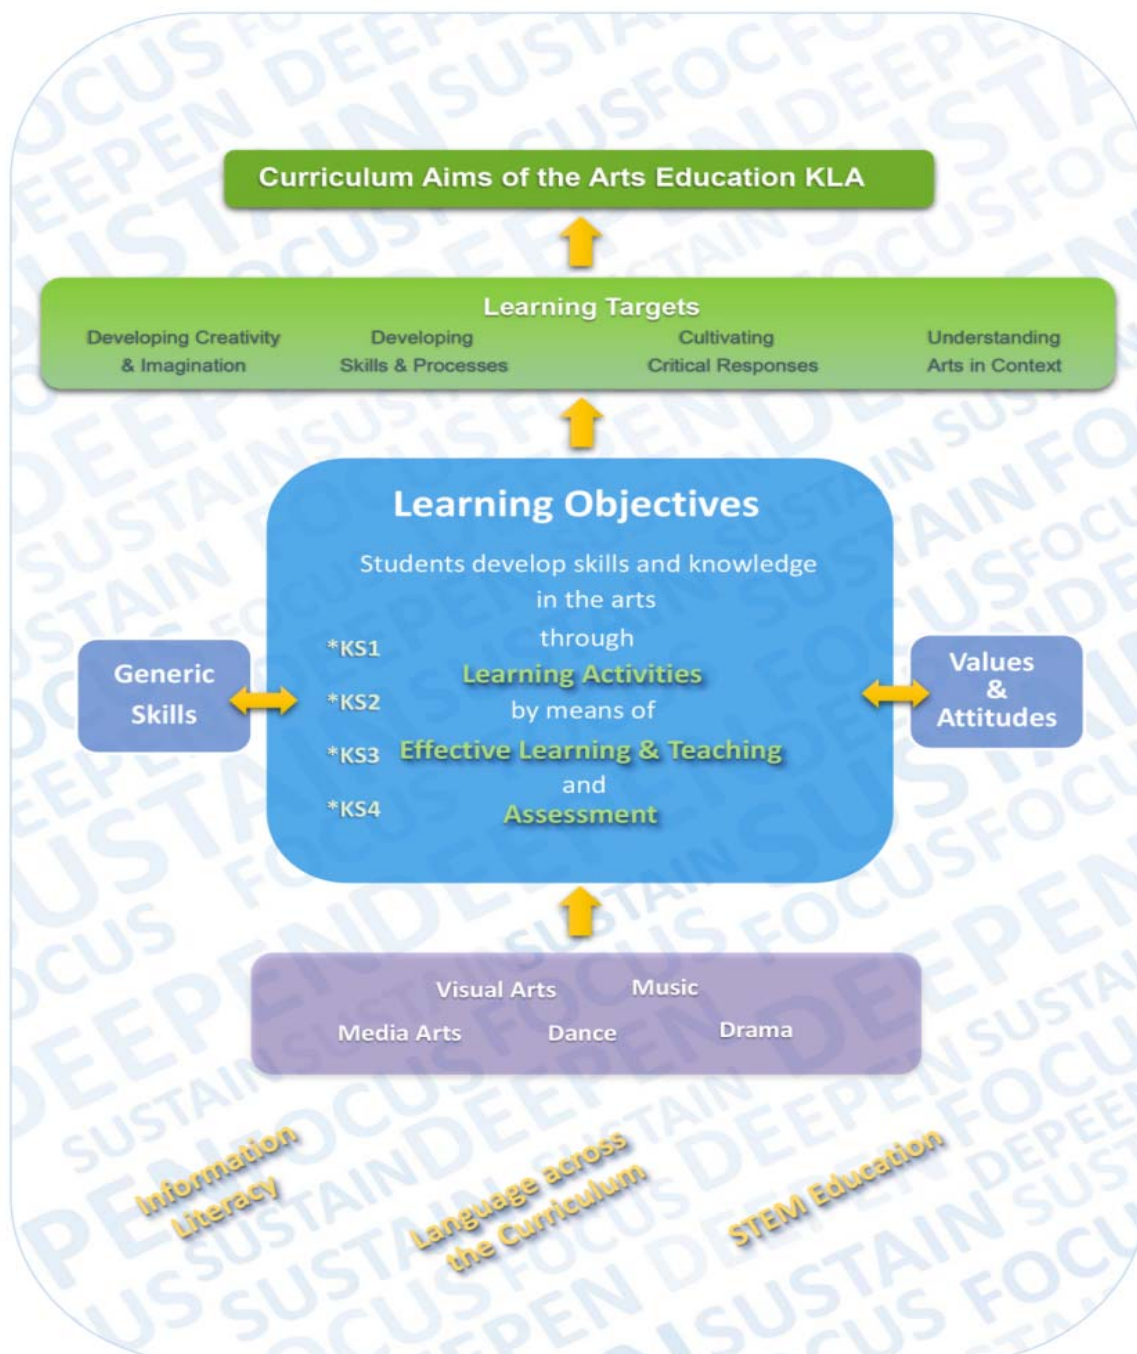 Curriculum Aims of the Arts Education KLA
Learning Targets
Developing Creativity
& Imagination
Developing
Skills & Processes
Cultivating
Critical Responses
Understanding
Arts in Context
Learning Objectives
Students develop skills and knowledge
in the arts
through
Learning Activities
by means of
Effective Learning & Teaching
and
Assessment
*KS1
*KS2
*KS3
*KS4
Generic
Skills
Values
&
Attitudes
Visual Arts
Music
Media Arts
Dance
Drama
Information
Literacy
Language across
the Curriculum
STEM Education
FOCUS
DEEPEN
SUSTAIN